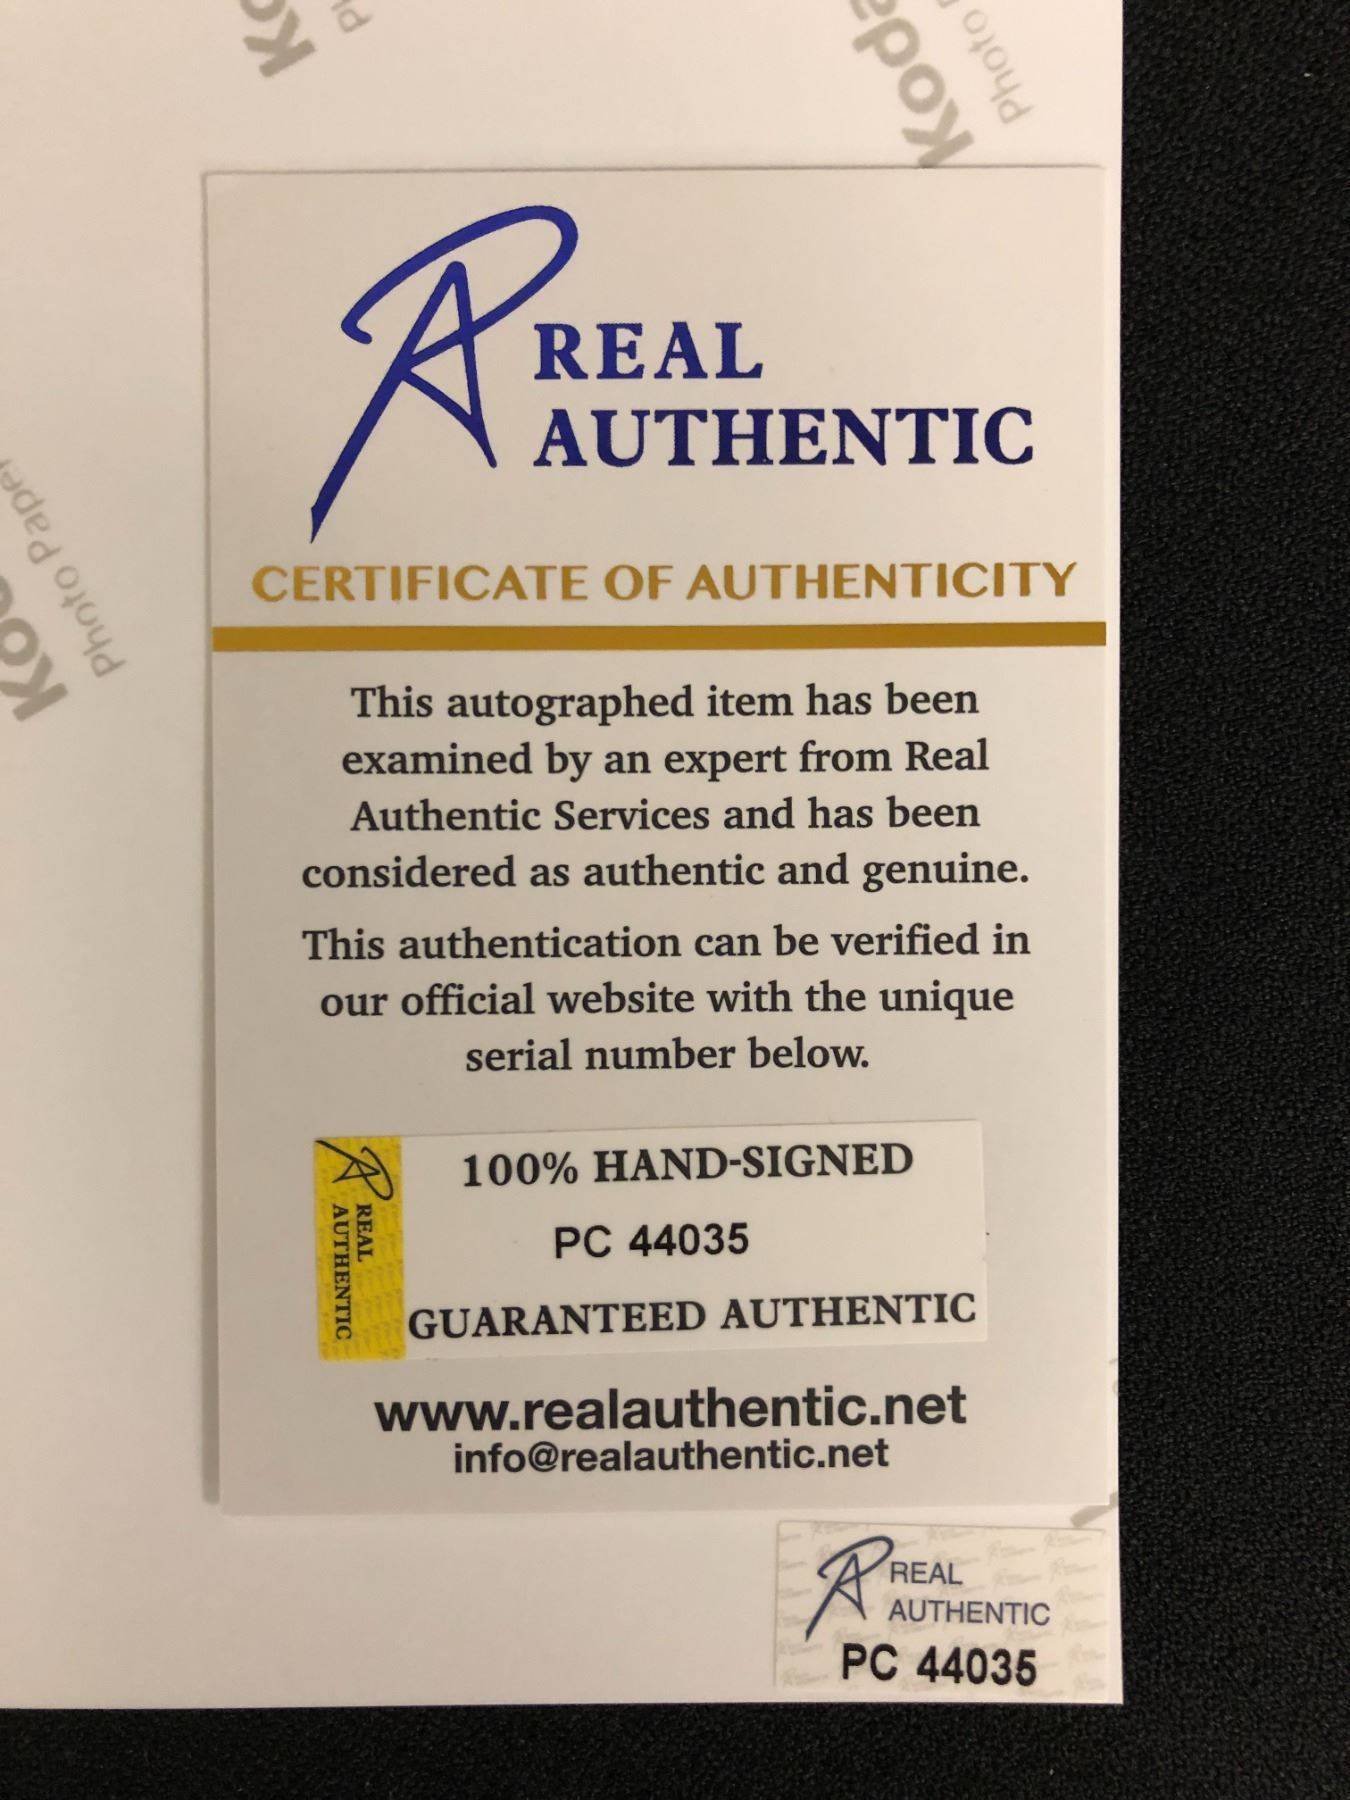 Ko
Koda
Photo
REAL
AUTHENTIC
CERTIFICATE OF AUTHENTICITY
Photo Paper
Kod
This autographed item has been
examined by an expert from Real
Authentic Services and has been
considered as authentic and genuine.
This authentication can be verified in
our official website with the unique
serial number below.
REAL
AUTHENTIC
100% HAND-SIGNED
PC 44035
GUARANTEED AUTHENTIC
www.realauthentic.net
info@realauthentic.net
REAL
AUTHENTIC
PC 44035